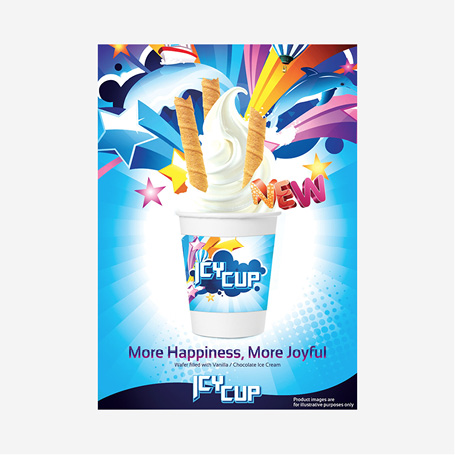 NEW
ICY
CUP
More Happiness, More Joyful
Wafer filled with Vanilla / Chocolate Ice Cream
ICY
CUP
Product images are
for illustrative purposes only